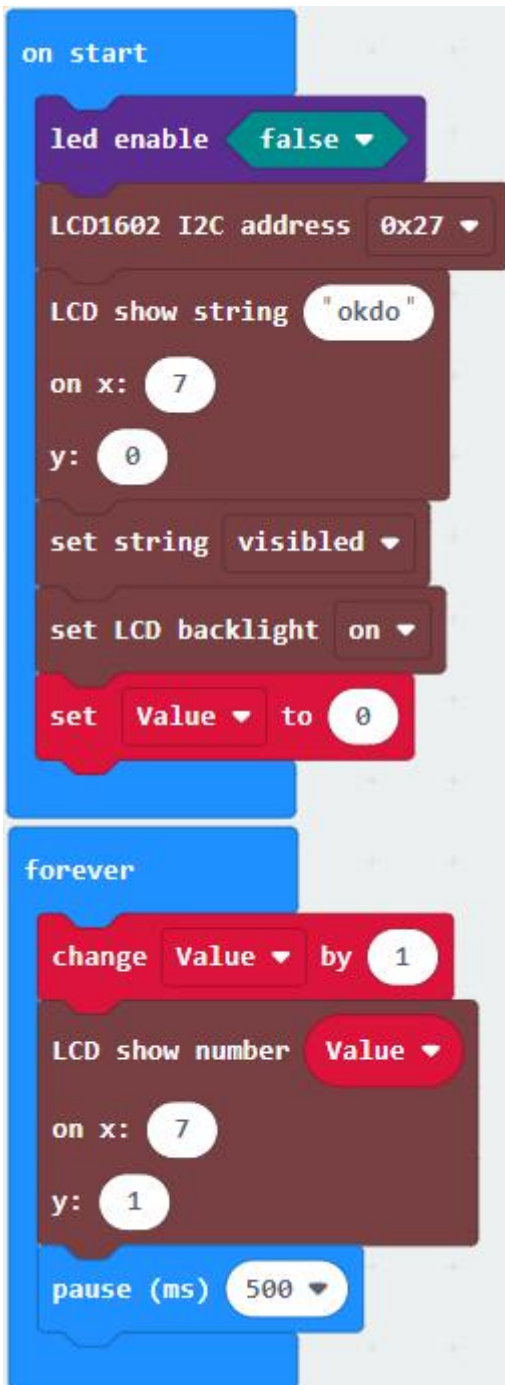 on start
led enable false
LCD1602 I2C address 0x27
LCD show string "okdo"
on x: 7
y: 0
set string visibled
set LCD backlight on
set Value to 0
forever
change Value by 1
LCD show number Value
on x: 7
y: 1
pause (ms) 500